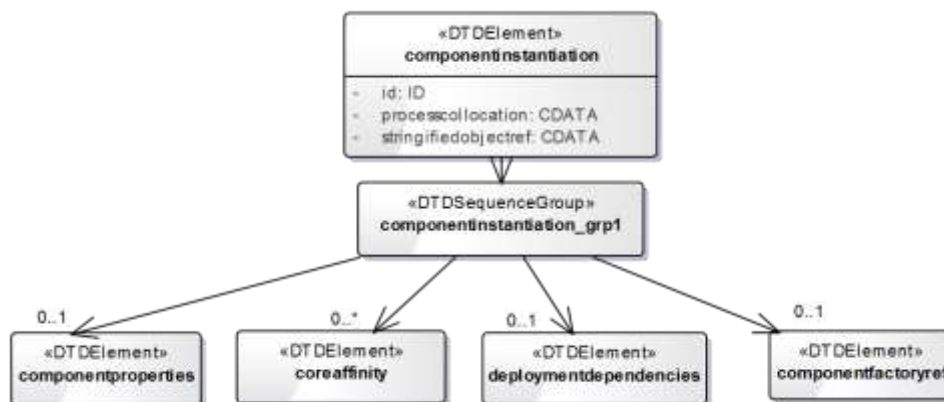 «DTDElement»
componentinstantiation
- id: ID
- processcollocation: CDATA
- stringifiedobjectref: CDATA
«DTDSequenceGroup»
componentinstantiation_grp1
0..1
0..*
0..1
0..1
«DTDElement»
componentproperties
«DTDElement»
coreaffinity
«DTDElement»
deploymentdependencies
«DTDElement»
componentfactoryref